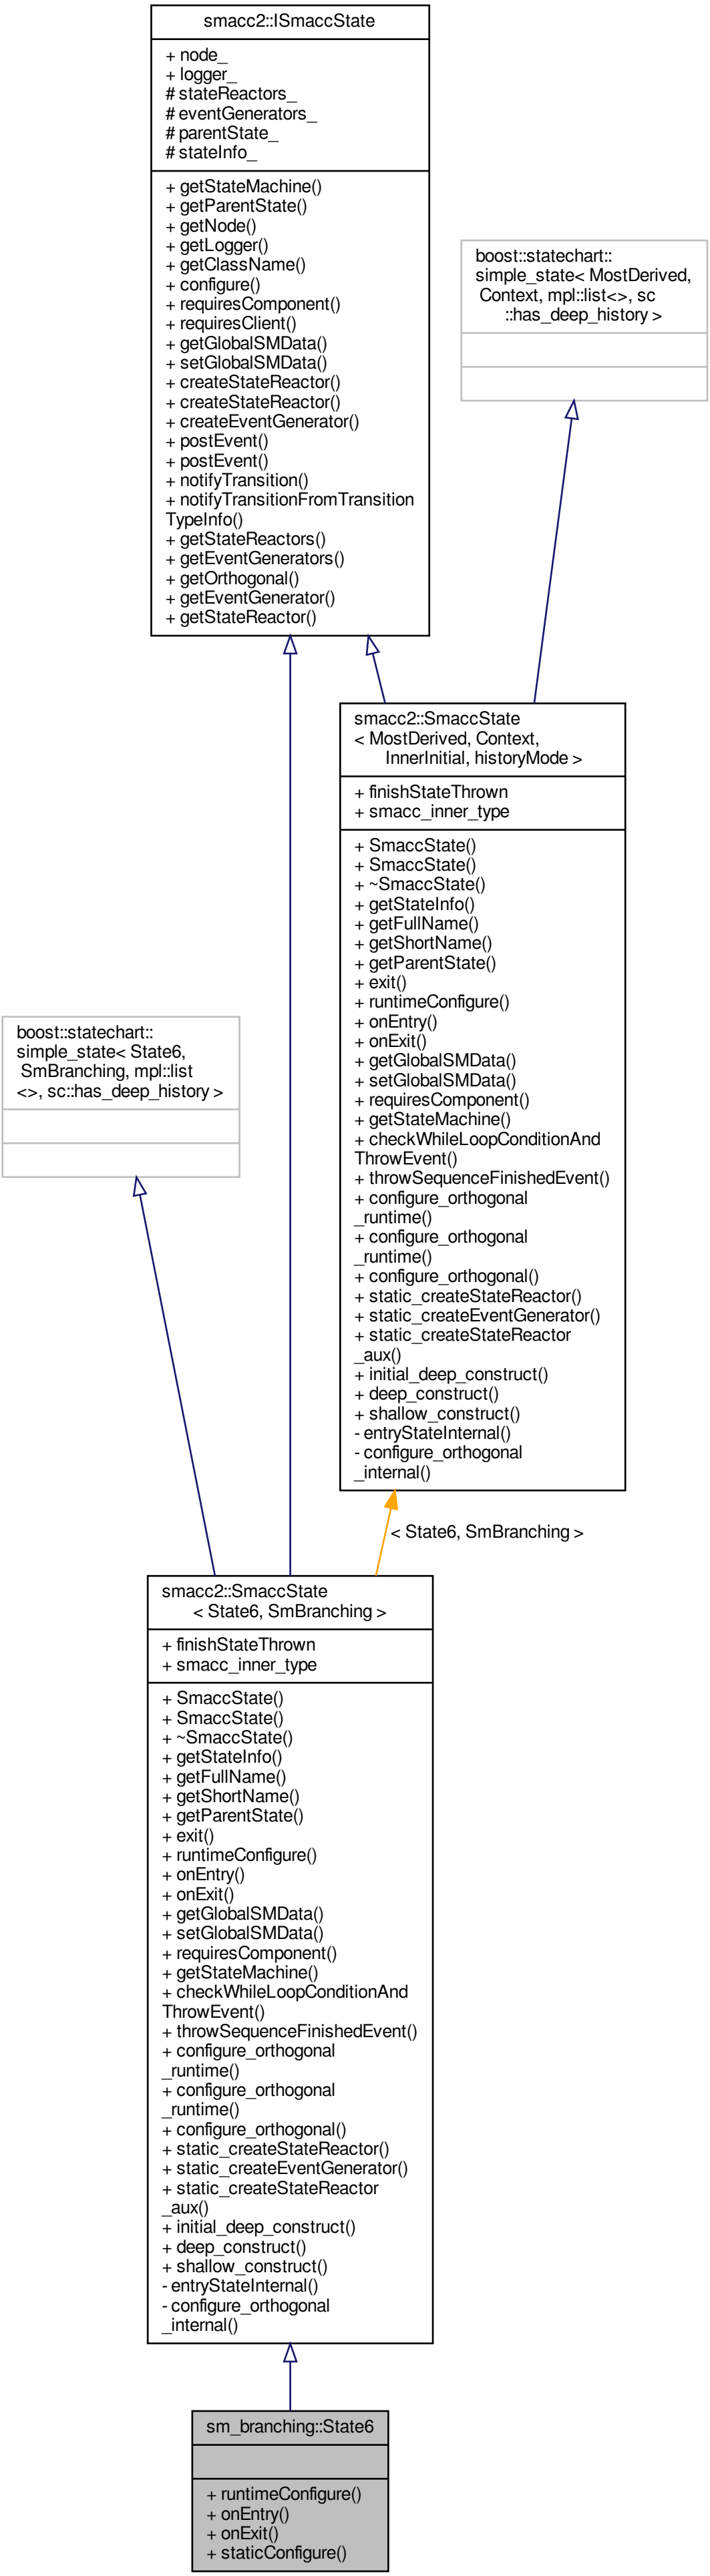 smacc2::ISmaccState
+ node_
+ logger_
# stateReactors_
# eventGenerators_
# parentState_
# stateInfo_
+ getStateMachine()
+ getParentState()
+ getNode()
+ getLogger()
+ getClassName()
+ configure()
+ requiresComponent()
+ requiresClient()
+ getGlobalSMData()
+ setGlobalSMData()
+ createStateReactor()
+ createStateReactor()
+ createEventGenerator()
+ postEvent()
+ postEvent()
+ notifyTransition()
+ notifyTransitionFromTransition
TypeInfo()
+ getStateReactors()
+ getEventGenerators()
+ getOrthogonal()
+ getEventGenerator()
+ getStateReactor()
boost::statechart::
simple_state< MostDerived,
Context, mpl::list<>, sc
::has_deep_history >
smacc2::SmaccState
< MostDerived, Context,
InnerInitial, historyMode >
+ finishStateThrown
+ smacc_inner_type
+ SmaccState()
+ SmaccState()
+ ~SmaccState()
+ getStateInfo()
+ getFullName()
+ getShortName()
+ getParentState()
+ exit()
+ runtimeConfigure()
+ onEntry()
+ onExit()
+ getGlobalSMData()
+ setGlobalSMData()
+ requiresComponent()
+ getStateMachine()
+ checkWhileLoopConditionAnd
ThrowEvent()
+ throwSequenceFinishedEvent()
+ configure_orthogonal
_runtime()
+ configure_orthogonal
_runtime()
+ configure_orthogonal()
+ static_createStateReactor()
+ static_createEventGenerator()
+ static_createStateReactor
_aux()
+ initial_deep_construct()
+ deep_construct()
+ shallow_construct()
- entryStateInternal()
- configure_orthogonal
_internal()
boost::statechart::
simple_state< State6,
SmBranching, mpl::list
<>, sc::has_deep_history >
< State6, SmBranching >
smacc2::SmaccState
< State6, SmBranching >
+ finishStateThrown
+ smacc_inner_type
+ SmaccState()
+ SmaccState()
+ ~SmaccState()
+ getStateInfo()
+ getFullName()
+ getShortName()
+ getParentState()
+ exit()
+ runtimeConfigure()
+ onEntry()
+ onExit()
+ getGlobalSMData()
+ setGlobalSMData()
+ requiresComponent()
+ getStateMachine()
+ checkWhileLoopConditionAnd
ThrowEvent()
+ throwSequenceFinishedEvent()
+ configure_orthogonal
_runtime()
+ configure_orthogonal
_runtime()
+ configure_orthogonal()
+ static_createStateReactor()
+ static_createEventGenerator()
+ static_createStateReactor
_aux()
+ initial_deep_construct()
+ deep_construct()
+ shallow_construct()
- entryStateInternal()
- configure_orthogonal
_internal()
sm_branching::State6
+ runtimeConfigure()
+ onEntry()
+ onExit()
+ staticConfigure()